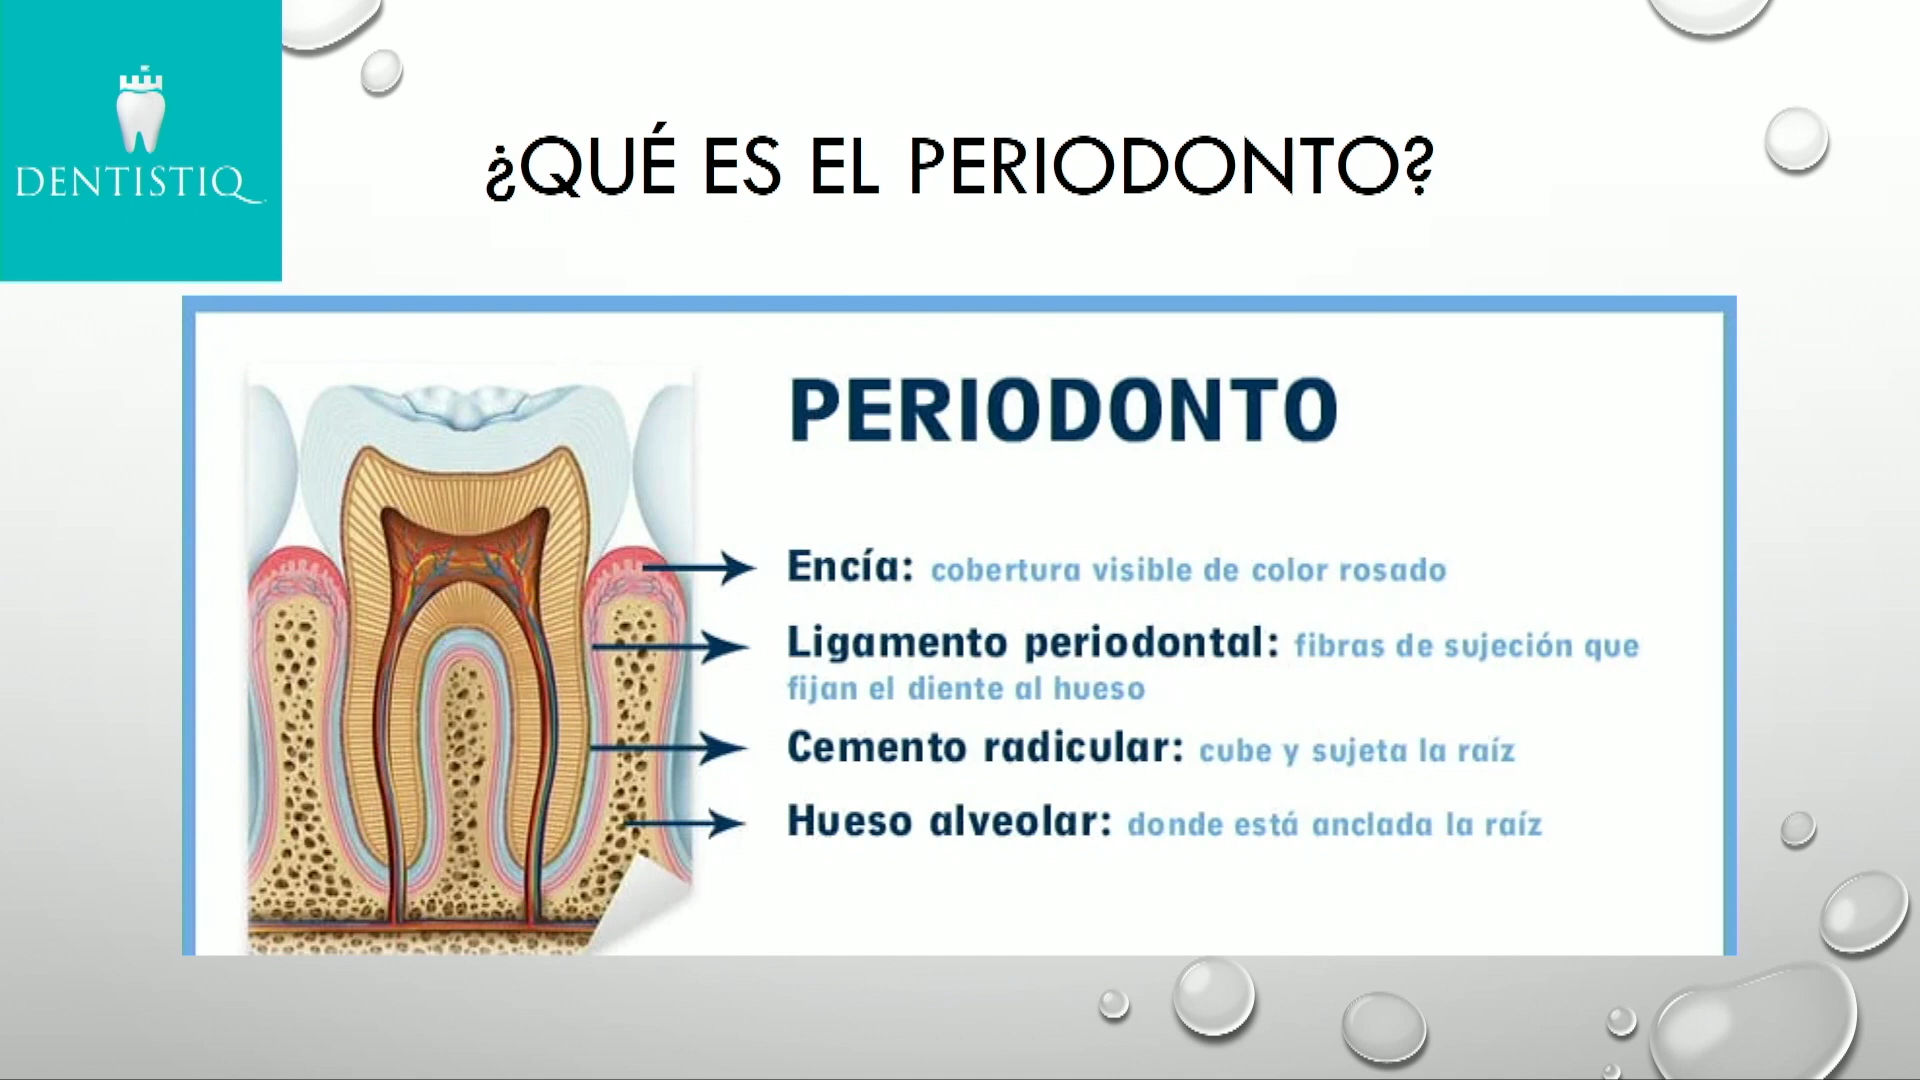 DENTISTIQ
¿QUÉ ES EL PERIODONTO?
PERIODONTO
Encía: cobertura visible de color rosado
Ligamento periodontal: fibras de sujeción que
fijan el diente al hueso
Cemento radicular: cube y sujeta la raíz
Hueso alveolar: donde está anclada la raíz